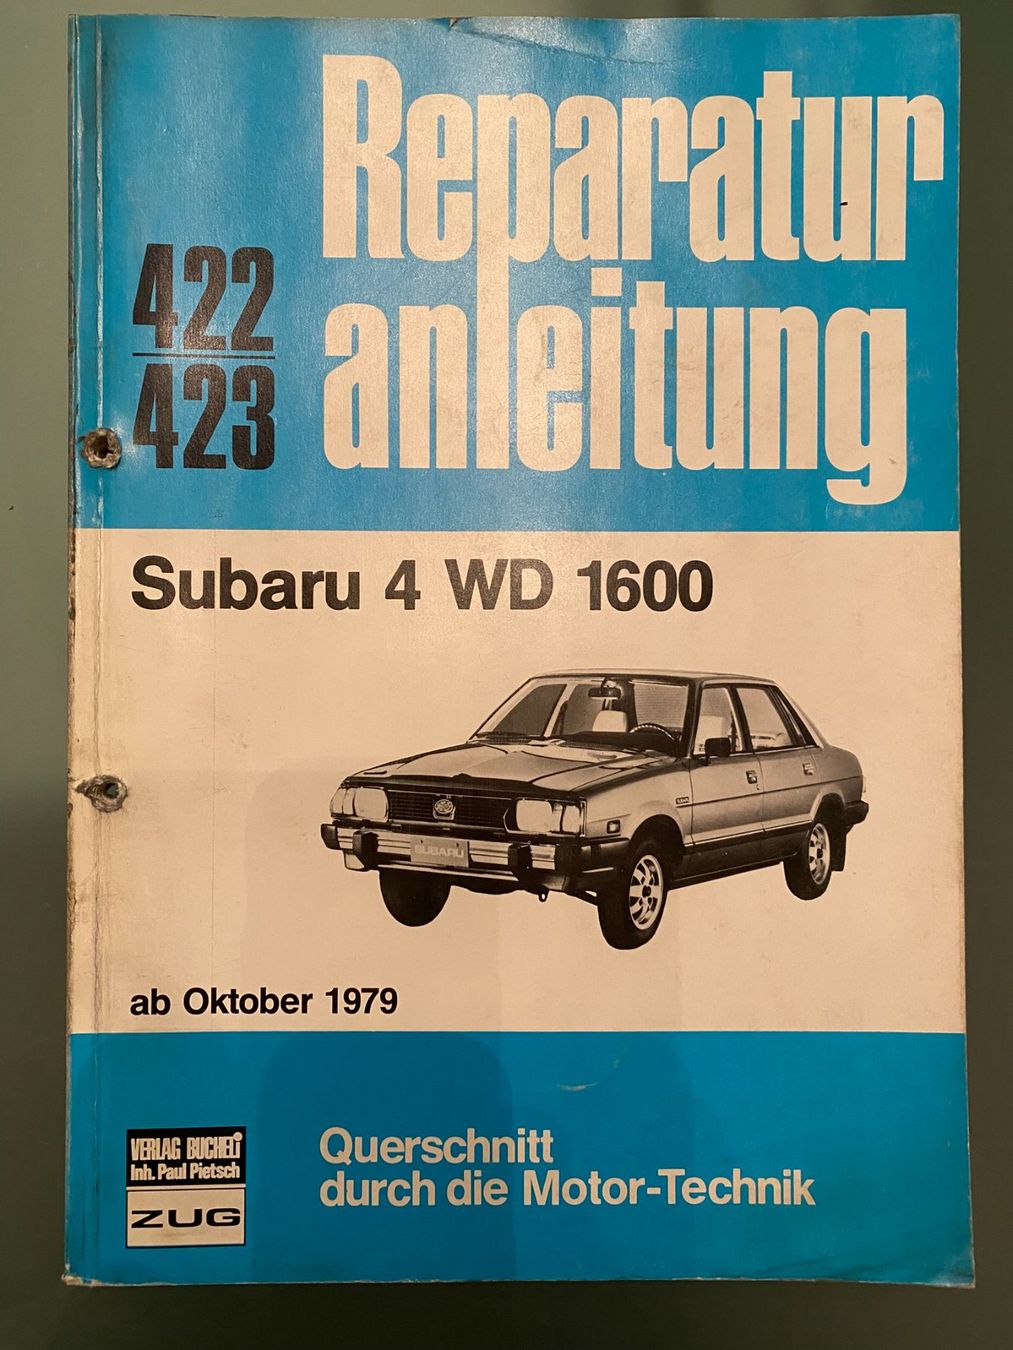 Reparatur
anleitung
422
423
Subaru 4 WD 1600
SUBARU
ab Oktober 1979
VERLAG BUCHELI
Inh. Paul Pietsch
ZUG
Querschnitt
durch die Motor-Technik